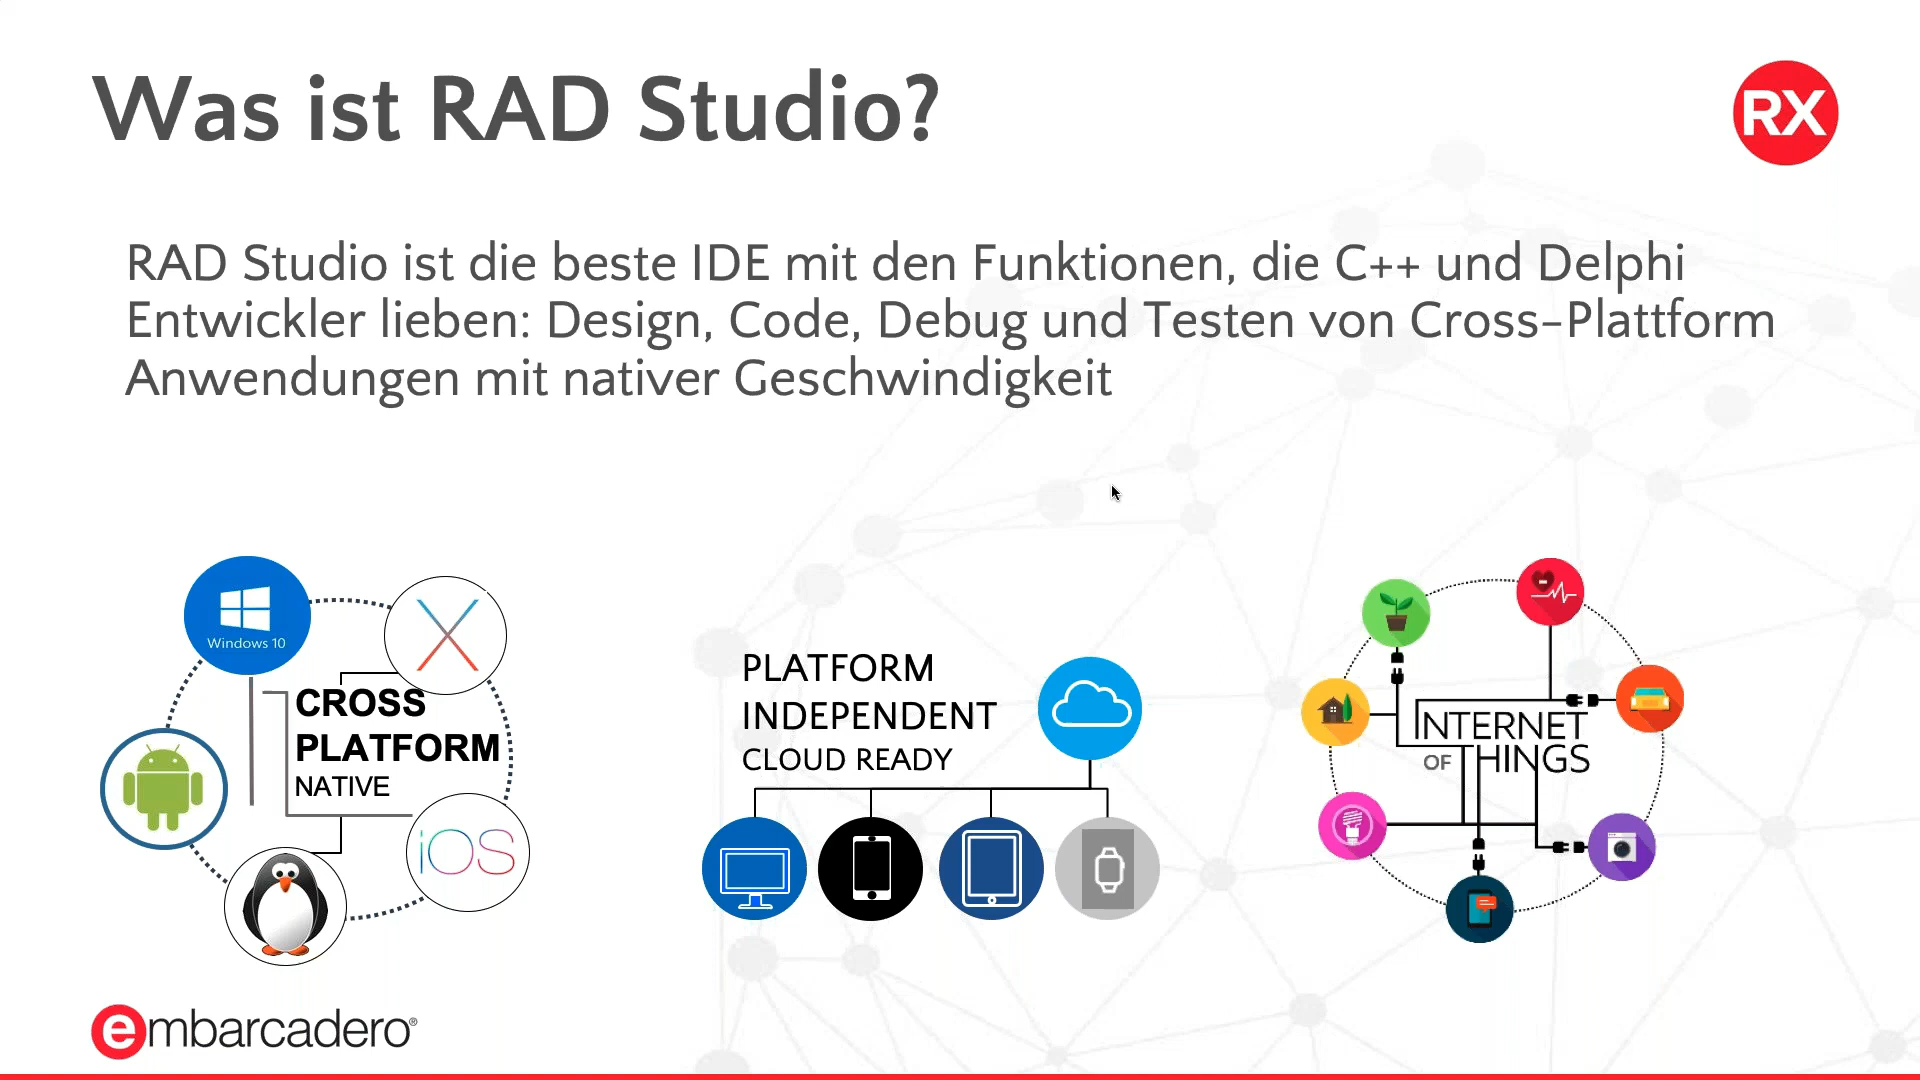 Was ist RAD Studio?
RX
RAD Studio ist die beste IDE mit den Funktionen, die C++ und Delphi
Entwickler lieben: Design, Code, Debug und Testen von Cross-Plattform
Anwendungen mit nativer Geschwindigkeit
Windows 10
X
CROSS
PLATFORM
NATIVE
iOS
PLATFORM
INDEPENDENT
CLOUD READY
INTERNET
OF THINGS
embarcadero®